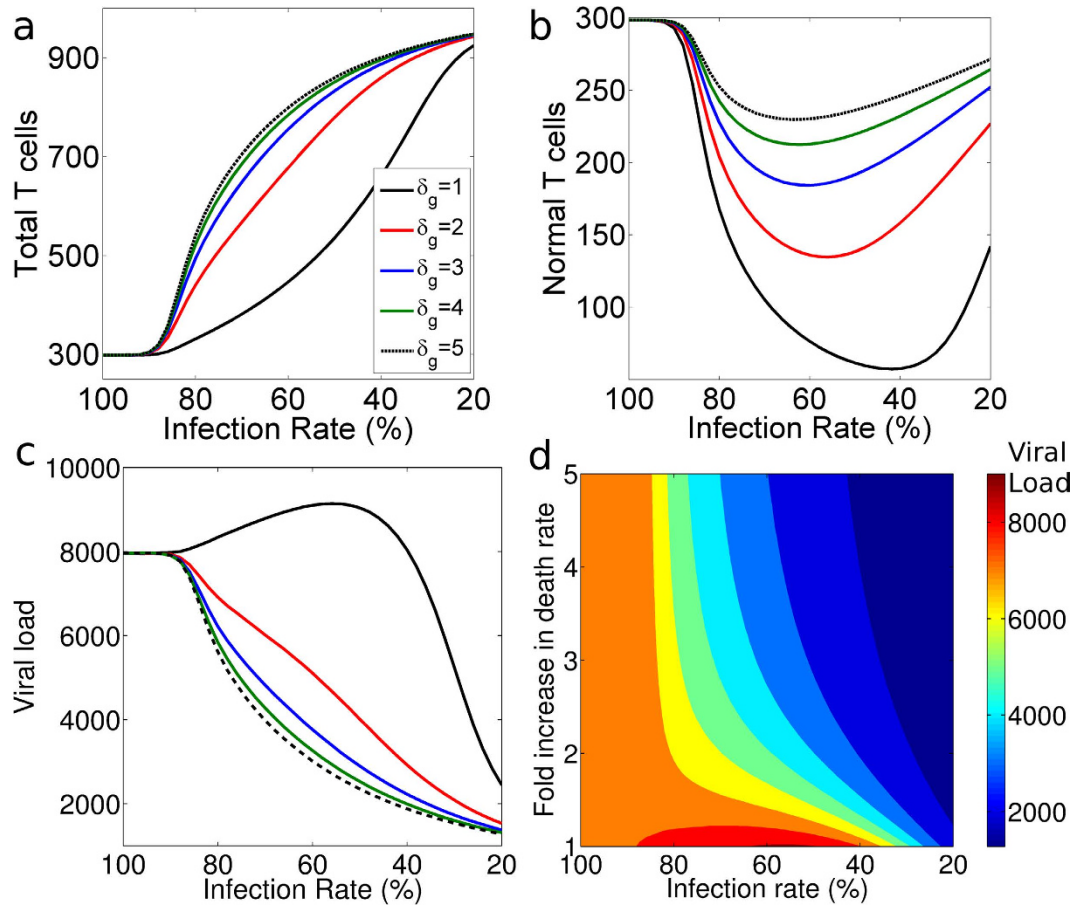 a
Total T cells
900
700
500
300
100 80 60 40 20
Infection Rate (%)
δg=1
δg=2
δg=3
δg=4
δg=5
b
Normal T cells
300
250
200
150
100
100 80 60 40 20
Infection Rate (%)
c
Viral load
10000
8000
6000
4000
2000
100 80 60 40 20
Infection Rate (%)
d
Fold increase in death rate
5
4
3
2
1
100 80 60 40 20
Infection rate (%)
Viral
Load
8000
6000
4000
2000